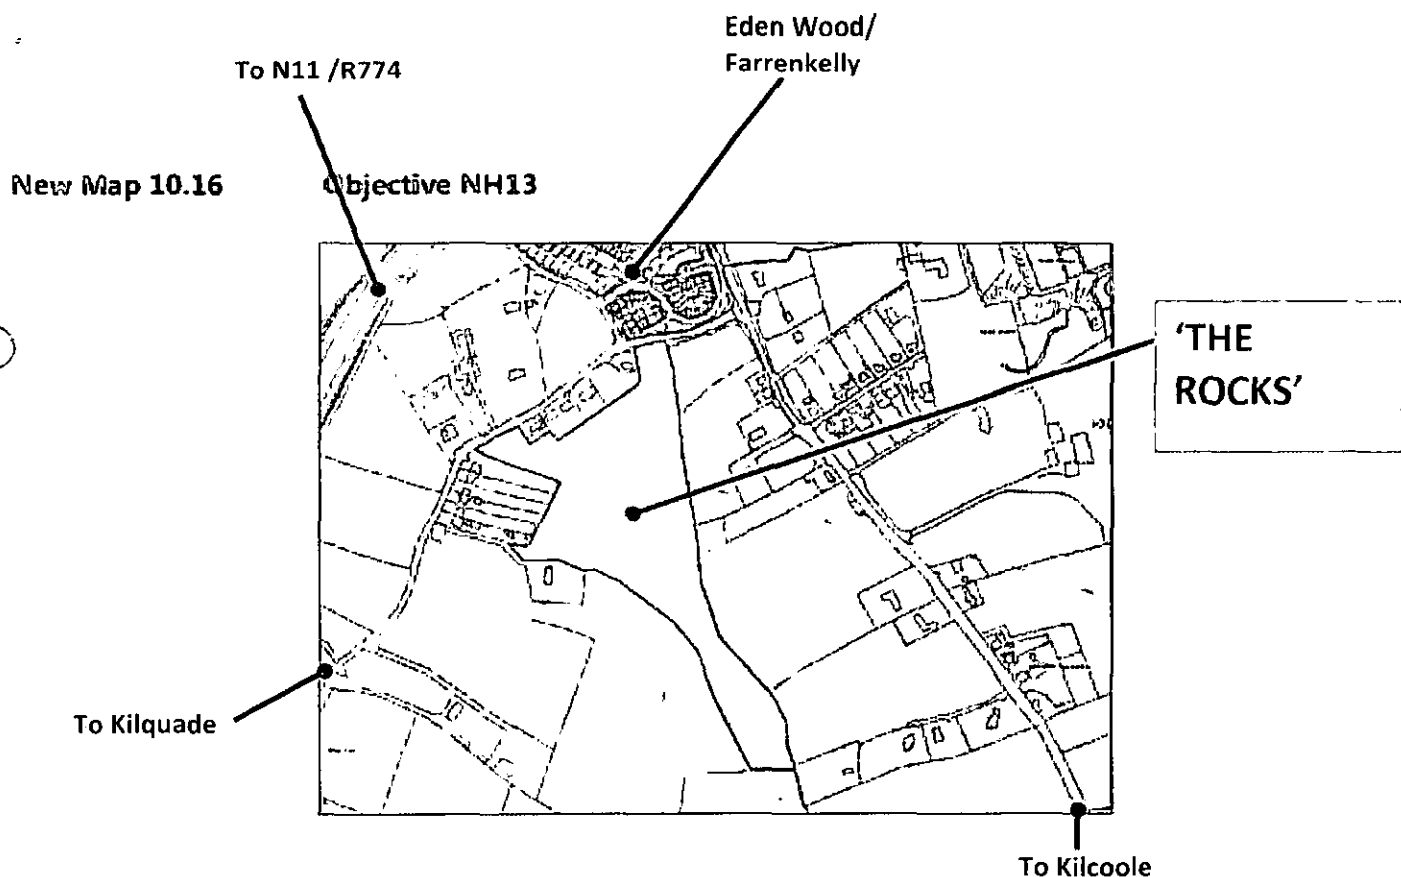 Eden Wood/
Farrenkelly
To N11 /R774
New Map 10.16 Objective NH13
'THE
ROCKS'
To Kilquade
To Kilcoole